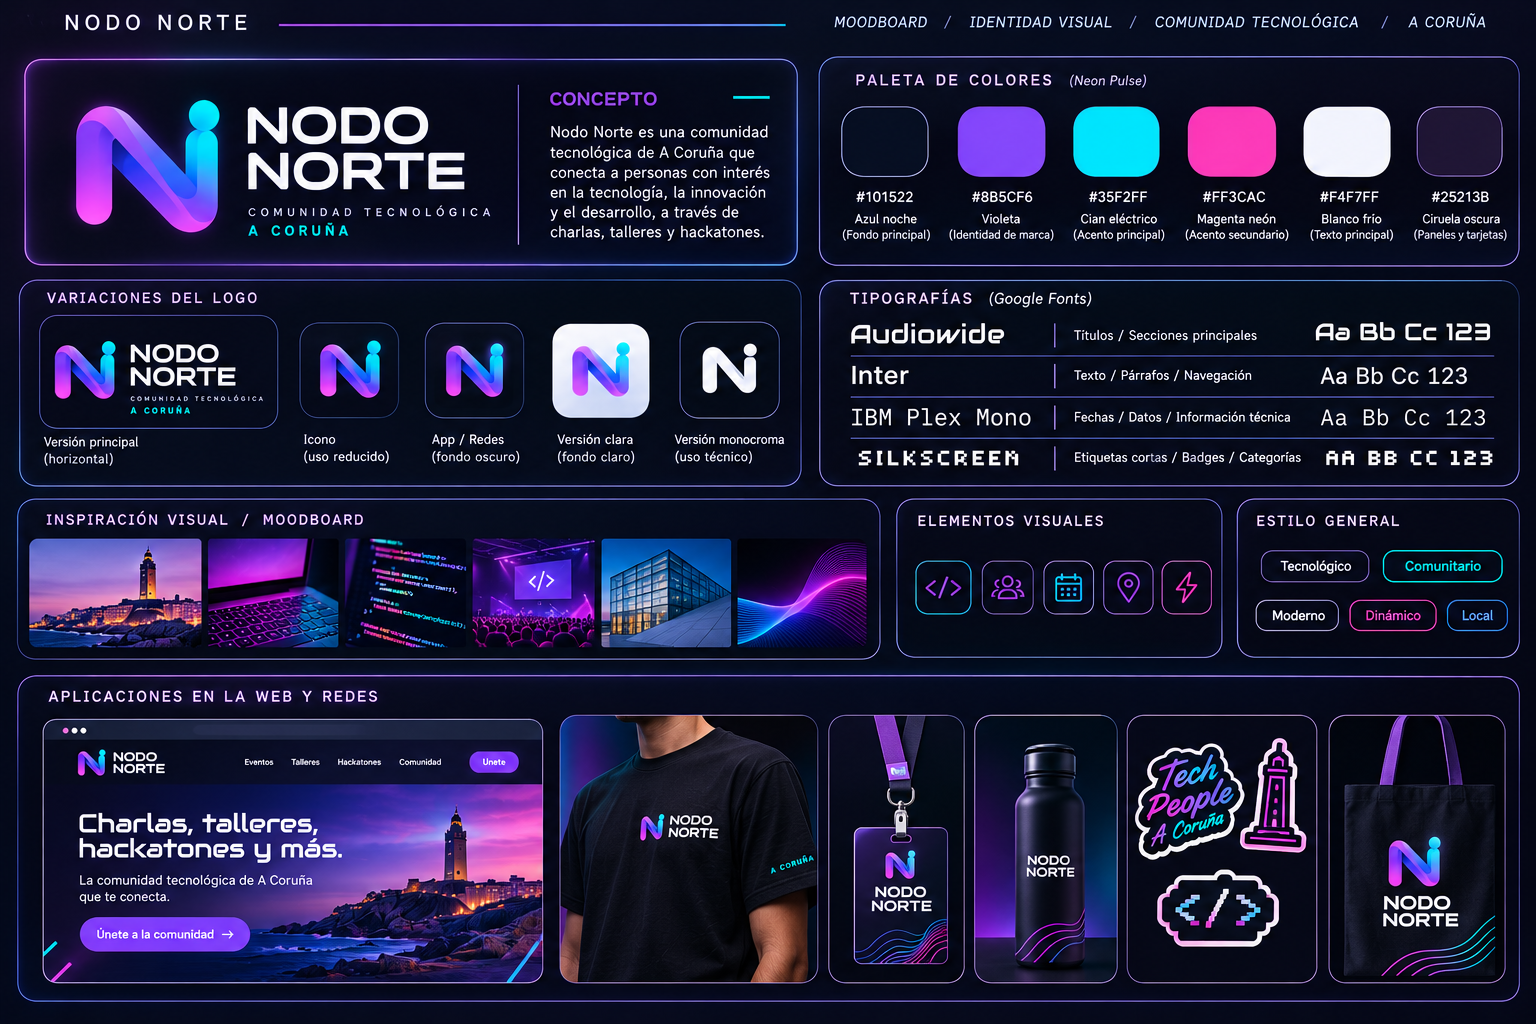 NODO NORTE
MOODBOARD / IDENTIDAD VISUAL / COMUNIDAD TECNOLÓGICA / A CORUÑA
NODO
NORTE
COMUNIDAD TECNOLÓGICA
A CORUÑA
CONCEPTO
Nodo Norte es una comunidad
tecnológica de A Coruña que
conecta a personas con interés
en la tecnología, la innovación
y el desarrollo, a través de
charlas, talleres y hackatones.
PALETA DE COLORES (Neon Pulse)
#101522
Azul noche
(Fondo principal)
#8B5CF6
Violeta
(Identidad de marca)
#35F2FF
Cian eléctrico
(Acento principal)
#FF3CAC
Magenta neón
(Acento secundario)
#F4F7FF
Blanco frío
(Texto principal)
#25213B
Ciruela oscura
(Paneles y tarjetas)
VARIACIONES DEL LOGO
NODO
NORTE
COMUNIDAD TECNOLÓGICA
A CORUÑA
Versión principal
(horizontal)
Icono
(uso reducido)
App / Redes
(fondo oscuro)
Versión clara
(fondo claro)
Versión monocroma
(uso técnico)
TIPOGRAFÍAS (Google Fonts)
Audiowide Títulos / Secciones principales Aa Bb Cc 123
Inter Texto / Párrafos / Navegación Aa Bb Cc 123
IBM Plex Mono Fechas / Datos / Información técnica Aa Bb Cc 123
SILKSCREEN Etiquetas cortas / Badges / Categorías AA BB CC 123
INSPIRACIÓN VISUAL / MOODBOARD
</>
ELEMENTOS VISUALES
</>
ESTILO GENERAL
Tecnológico
Comunitario
Moderno
Dinámico
Local
APLICACIONES EN LA WEB Y REDES
NODO
NORTE
Eventos Talleres Hackatones Comunidad Únete
Charlas, talleres,
hackatones y más.
La comunidad tecnológica de A Coruña
que te conecta.
Únete a la comunidad →
NODO
NORTE
A CORUÑA
NODO
NORTE
NODO
NORTE
Tech
People
A Coruña
</>
NODO
NORTE